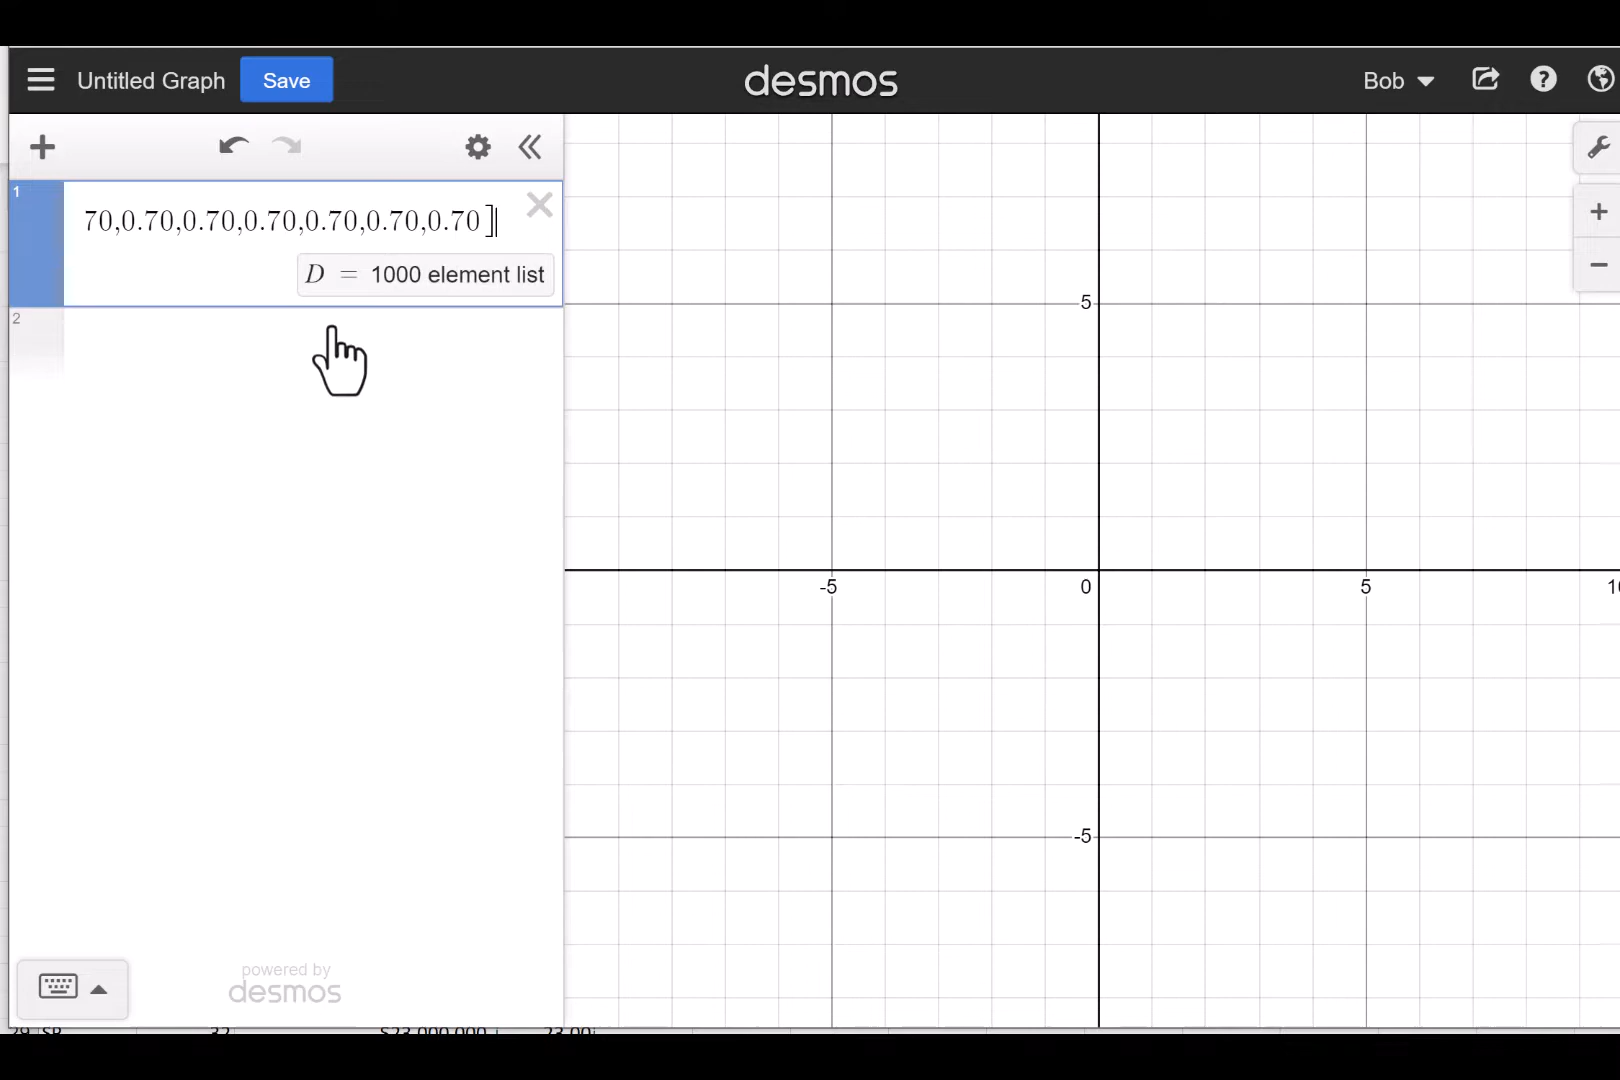 Untitled Graph Save desmos Bob ?
1
70,0.70,0.70,0.70,0.70,0.70,0.70]
D = 1000 element list
2
5
-5 0 5
-5
powered by
desmos